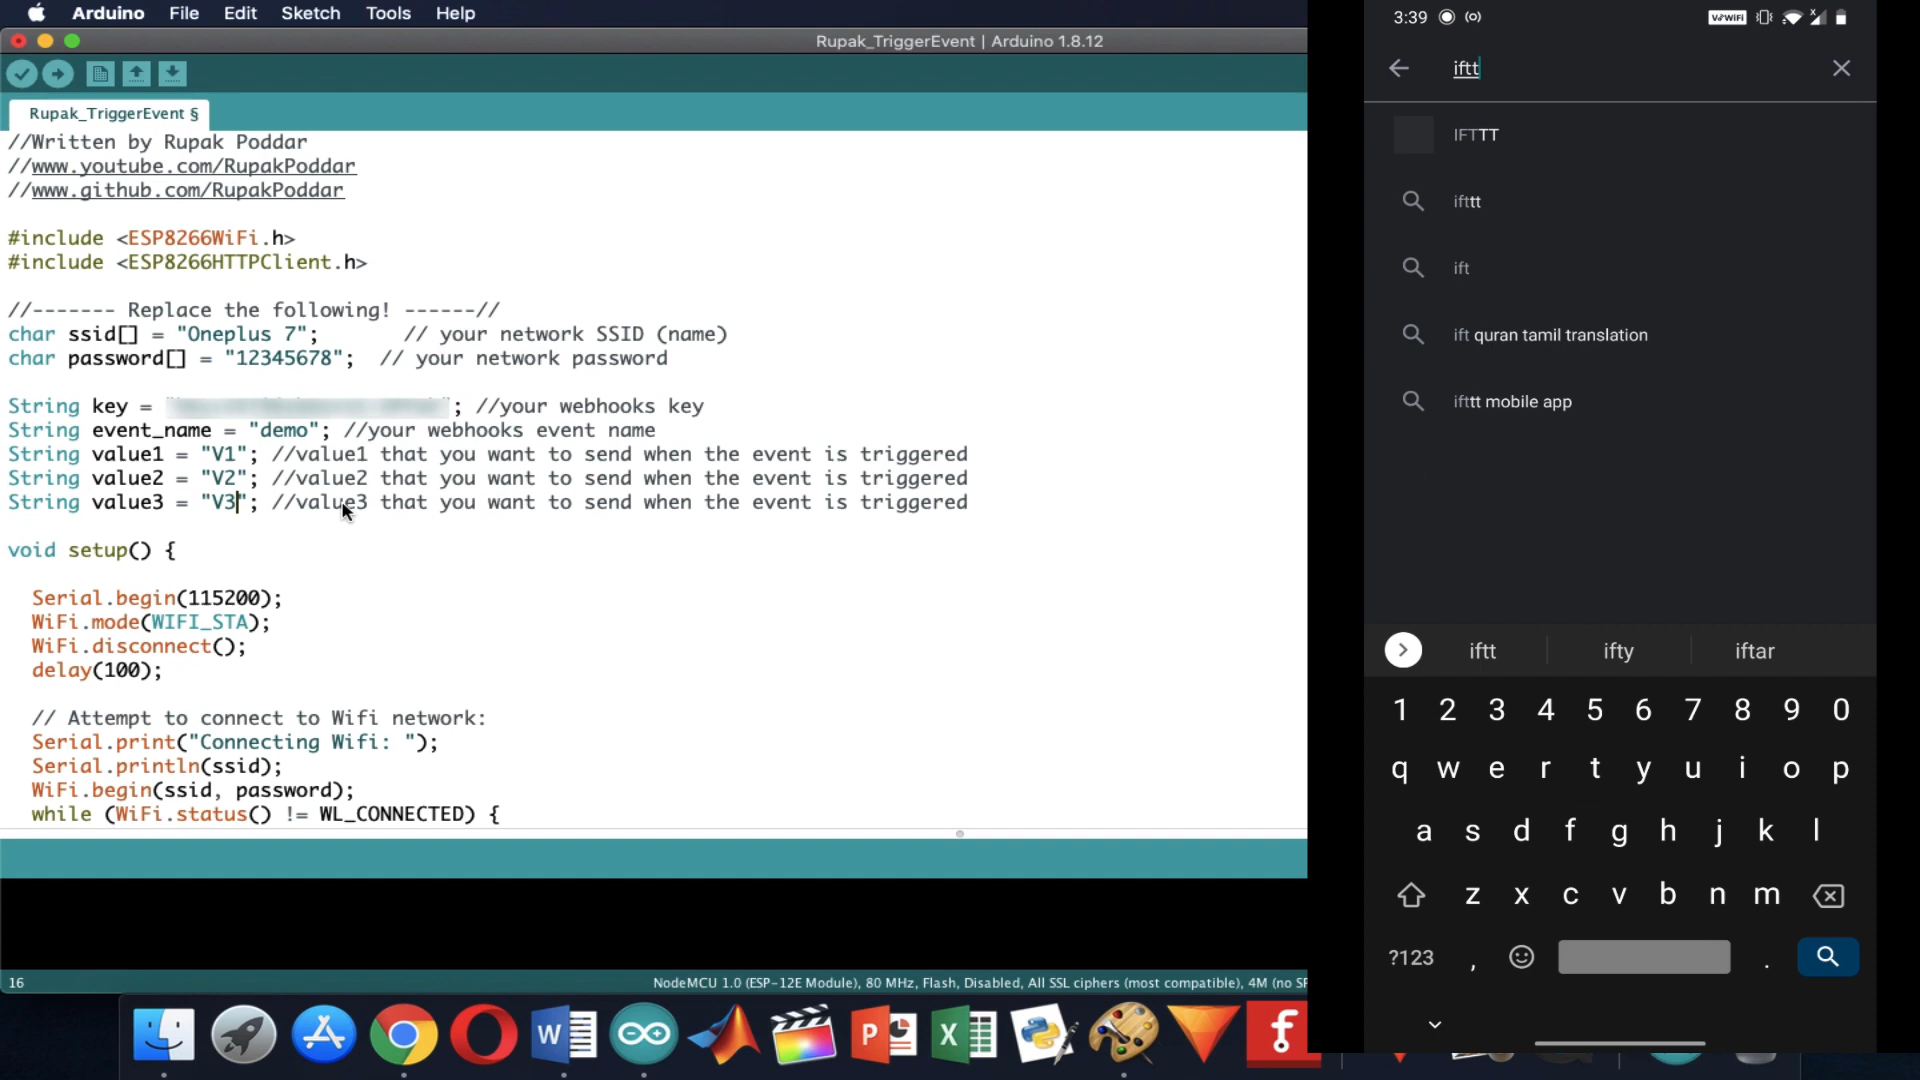 Arduino File Edit Sketch Tools Help
Rupak_TriggerEvent | Arduino 1.8.12
Rupak_TriggerEvent §
//Written by Rupak Poddar
//www.youtube.com/RupakPoddar
//www.github.com/RupakPoddar
#include <ESP8266WiFi.h>
#include <ESP8266HTTPClient.h>
//------- Replace the following! ------//
char ssid[] = "Oneplus 7"; // your network SSID (name)
char password[] = "12345678"; // your network password
String key = "; //your webhooks key
String event_name = "demo"; //your webhooks event name
String value1 = "V1"; //value1 that you want to send when the event is triggered
String value2 = "V2"; //value2 that you want to send when the event is triggered
String value3 = "V3"; //value3 that you want to send when the event is triggered
void setup() {
Serial.begin(115200);
WiFi.mode(WIFI_STA);
WiFi.disconnect();
delay(100);
// Attempt to connect to Wifi network:
Serial.print("Connecting Wifi: ");
Serial.println(ssid);
WiFi.begin(ssid, password);
while (WiFi.status() != WL_CONNECTED) {
16
NodeMCU 1.0 (ESP-12E Module), 80 MHz, Flash, Disabled, All SSL ciphers (most compatible), 4M (no SP
W
P
X
f
3:39
VoWiFi
iftt
IFTTT
ifttt
ift
ift quran tamil translation
ifttt mobile app
iftt ifty iftar
1 2 3 4 5 6 7 8 9 0
q w e r t y u i o p
a s d f g h j k l
z x c v b n m
?123 , .